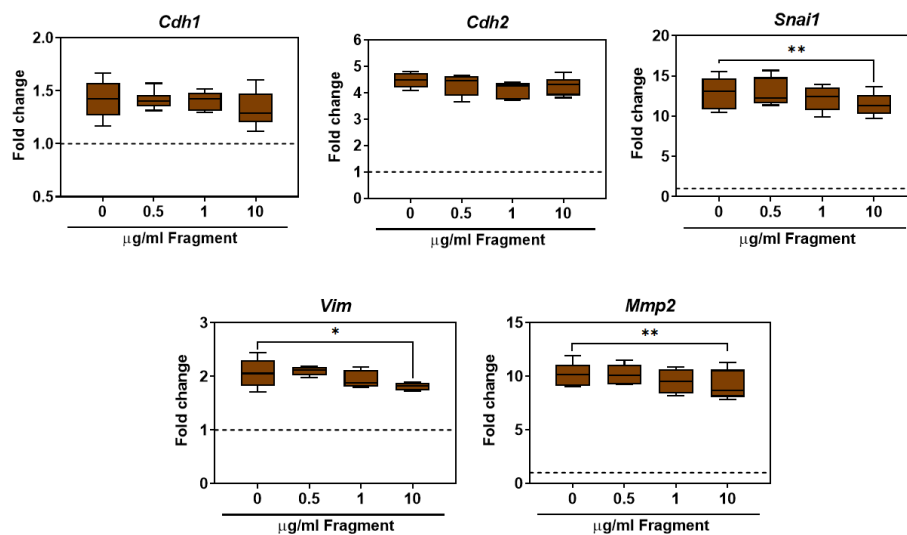 Cdh1
Fold change
2.0
1.5
1.0
0.5
0 0.5 1 10
μg/ml Fragment
Cdh2
Fold change
6
5
4
3
2
1
0
0 0.5 1 10
μg/ml Fragment
Snai1
Fold change
20
15
10
5
0
**
0 0.5 1 10
μg/ml Fragment
Vim
Fold change
3
2
1
0
*
0 0.5 1 10
μg/ml Fragment
Mmp2
Fold change
15
10
5
0
**
0 0.5 1 10
μg/ml Fragment